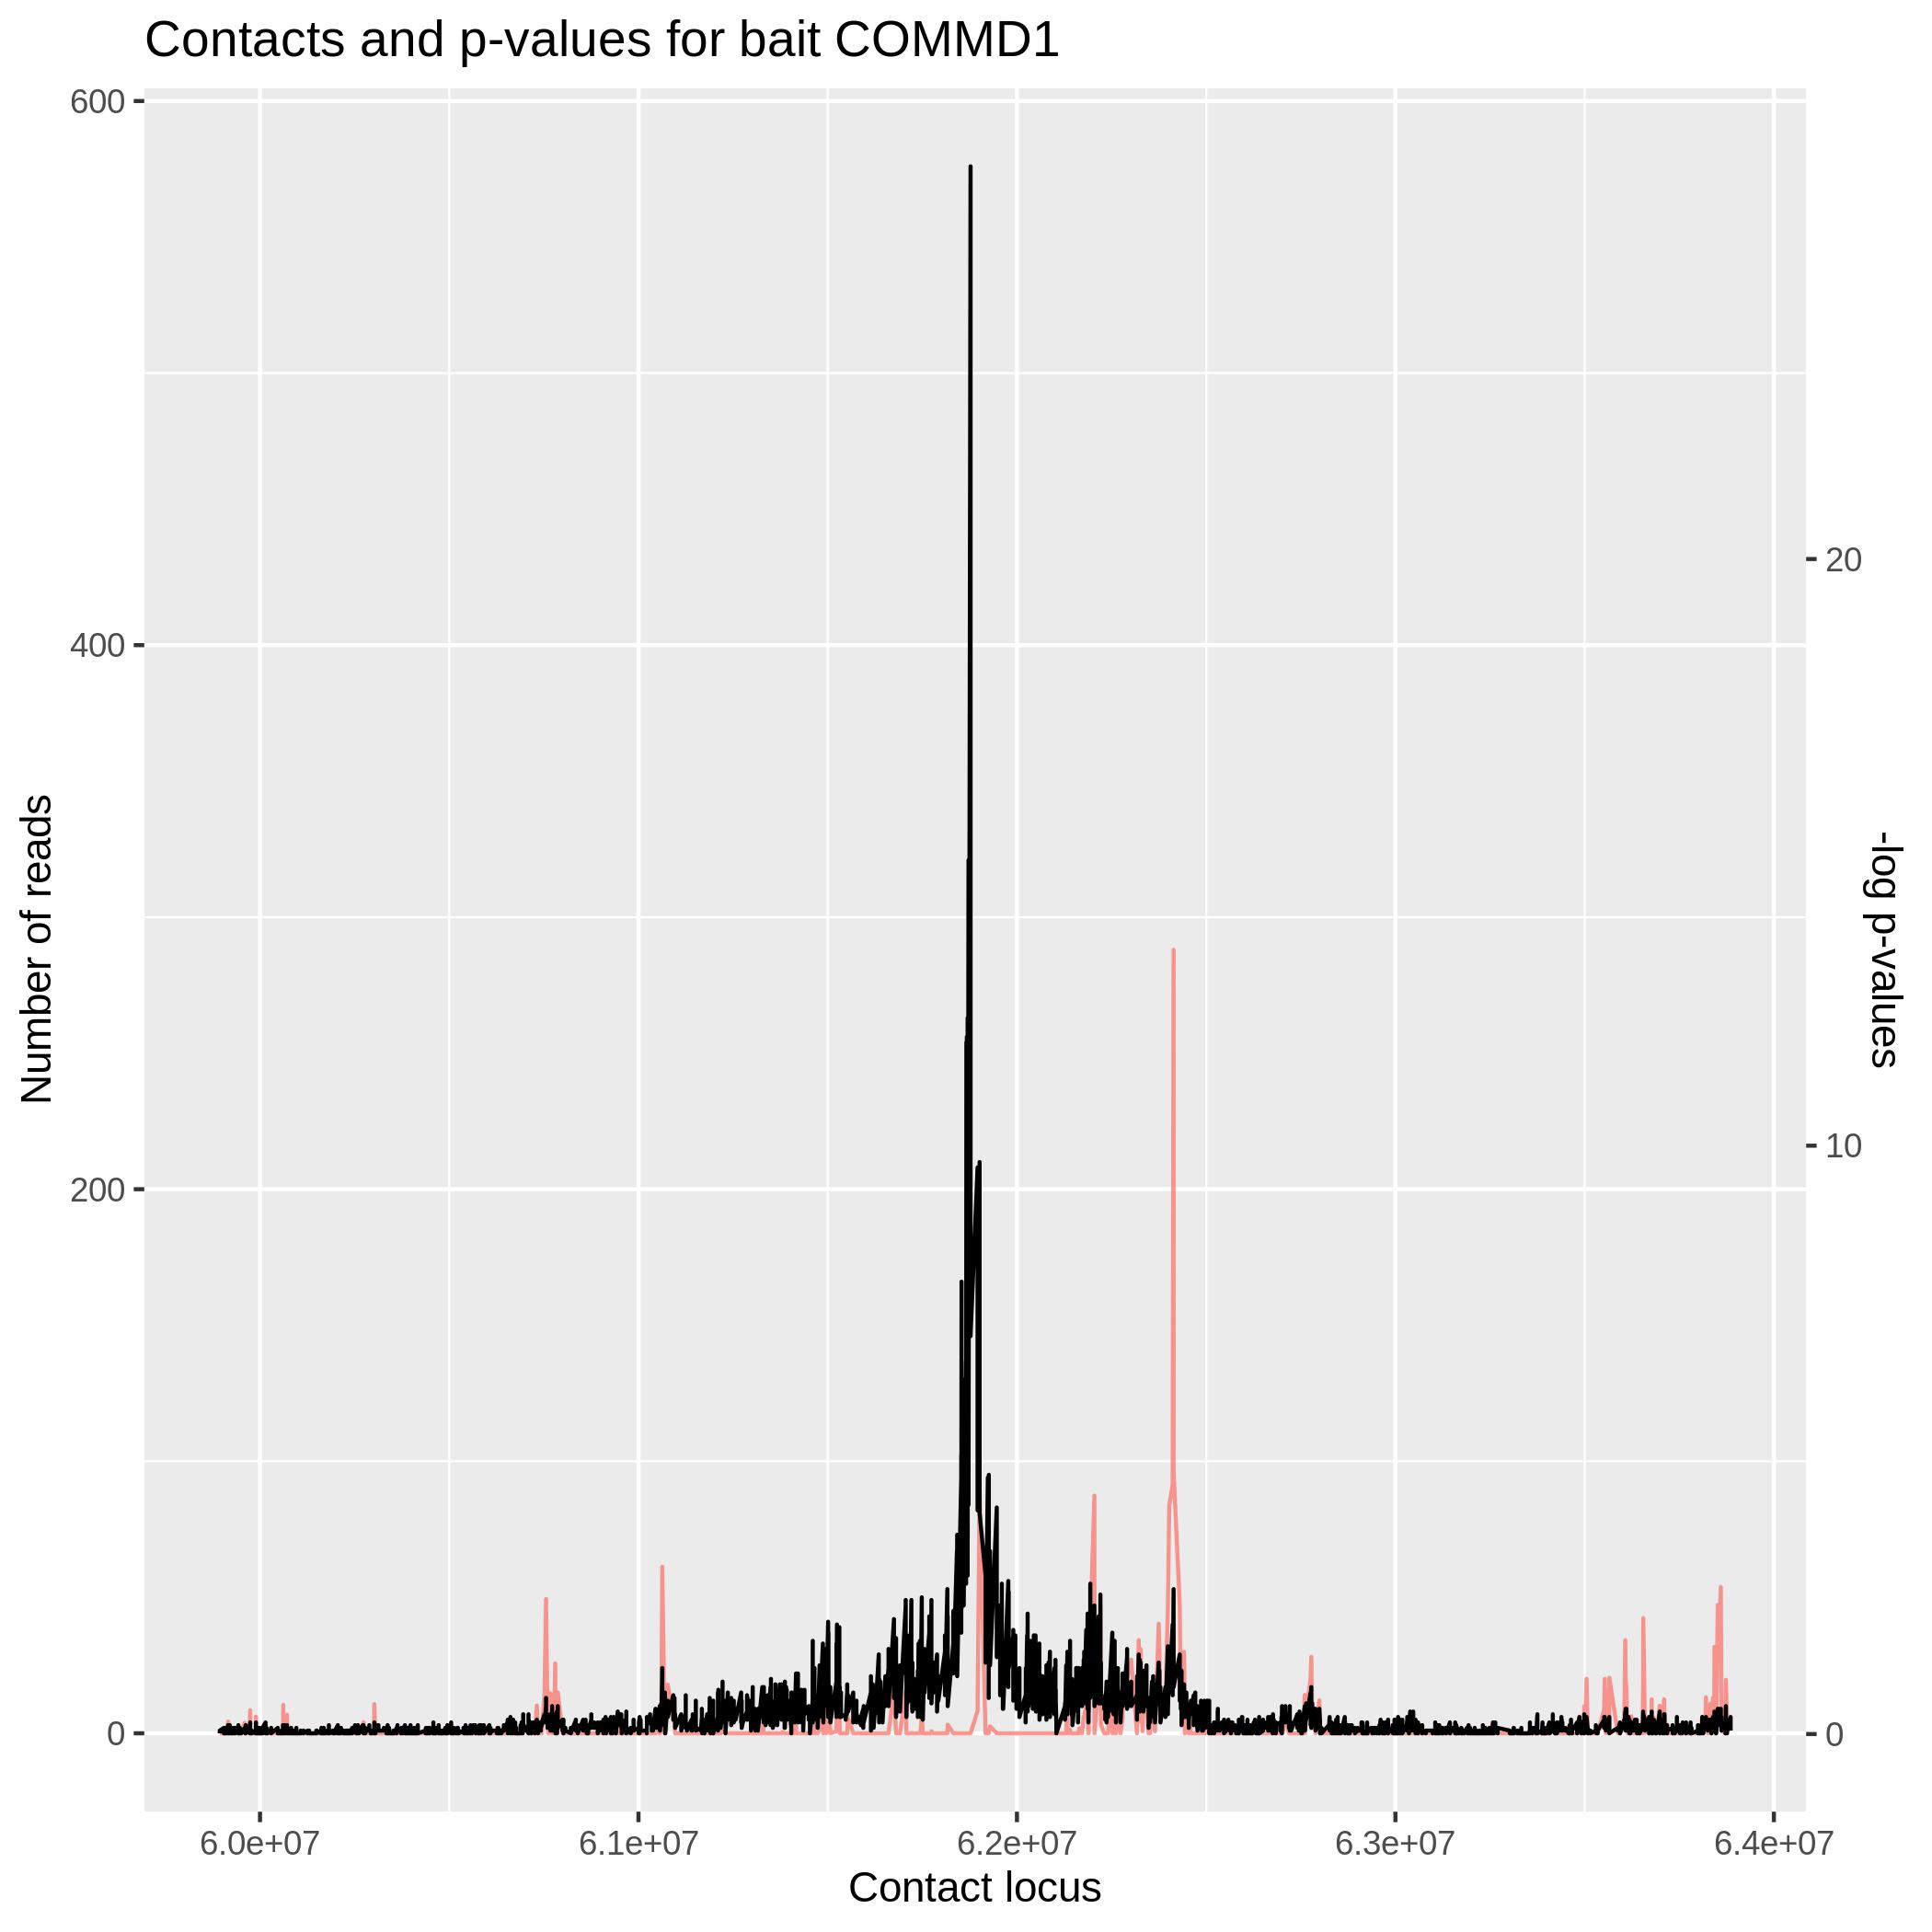 Contacts and p-values for bait COMMD1
600
400
200
0
Number of reads
20
10
0
-log p-values
6.0e+07 6.1e+07 6.2e+07 6.3e+07 6.4e+07
Contact locus